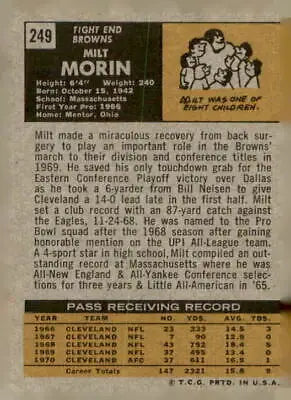 249
TIGHT END
BROWNS
MILT
MORIN
Height: 6'4" Weight: 240
Born: October 15, 1942
School: Massachusetts
First Year Pro: 1966
Home: Mentor, Ohio
MILT WAS ONE OF
EIGHT CHILDREN.
Milt made a miraculous recovery from back sur-
gery to play an important role in the Browns'
march to their division and conference titles in
1969. He saved his only touchdown grab for the
Eastern Conference Playoff victory over Dallas
as he took a 6-yarder from Bill Nelsen to give
Cleveland a 14-0 lead late in the first half. Milt
set a club record with an 87-yard catch against
the Eagles, 11-24-68. He was named to the Pro
Bowl squad after the 1968 season after gaining
honorable mention on the UPI All-League team.
A 4-sport star in high school, Milt compiled an
outstanding record at Massachusetts where he was
All-New England & All-Yankee Conference selec-
tions for three years & Little All-American in '65.
PASS RECEIVING RECORD
YEAR TEAM NO. YDS. AVG. TDS.
1966 CLEVELAND NFL 23 333 14.5 3
1967 CLEVELAND NFL 7 90 12.9 0
1968 CLEVELAND NFL 43 792 18.4 5
1969 CLEVELAND NFL 37 495 13.4 0
1970 CLEVELAND AFC 37 611 16.5 1
Career Totals 147 2321 15.8 9
© T.C.G. PRTD. IN U.S.A.